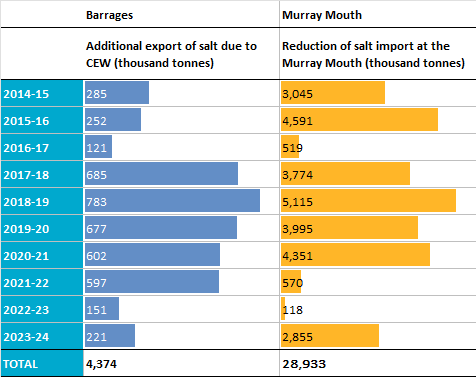 Barrages Murray Mouth
Additional export of salt due to Reduction of salt import at the
CEW (thousand tonnes) Murray Mouth (thousand tonnes)
2014-15 285 3,045
2015-16 252 4,591
2016-17 121 519
2017-18 685 3,774
2018-19 783 5,115
2019-20 677 3,995
2020-21 602 4,351
2021-22 597 570
2022-23 151 118
2023-24 221 2,855
TOTAL 4,374 28,933